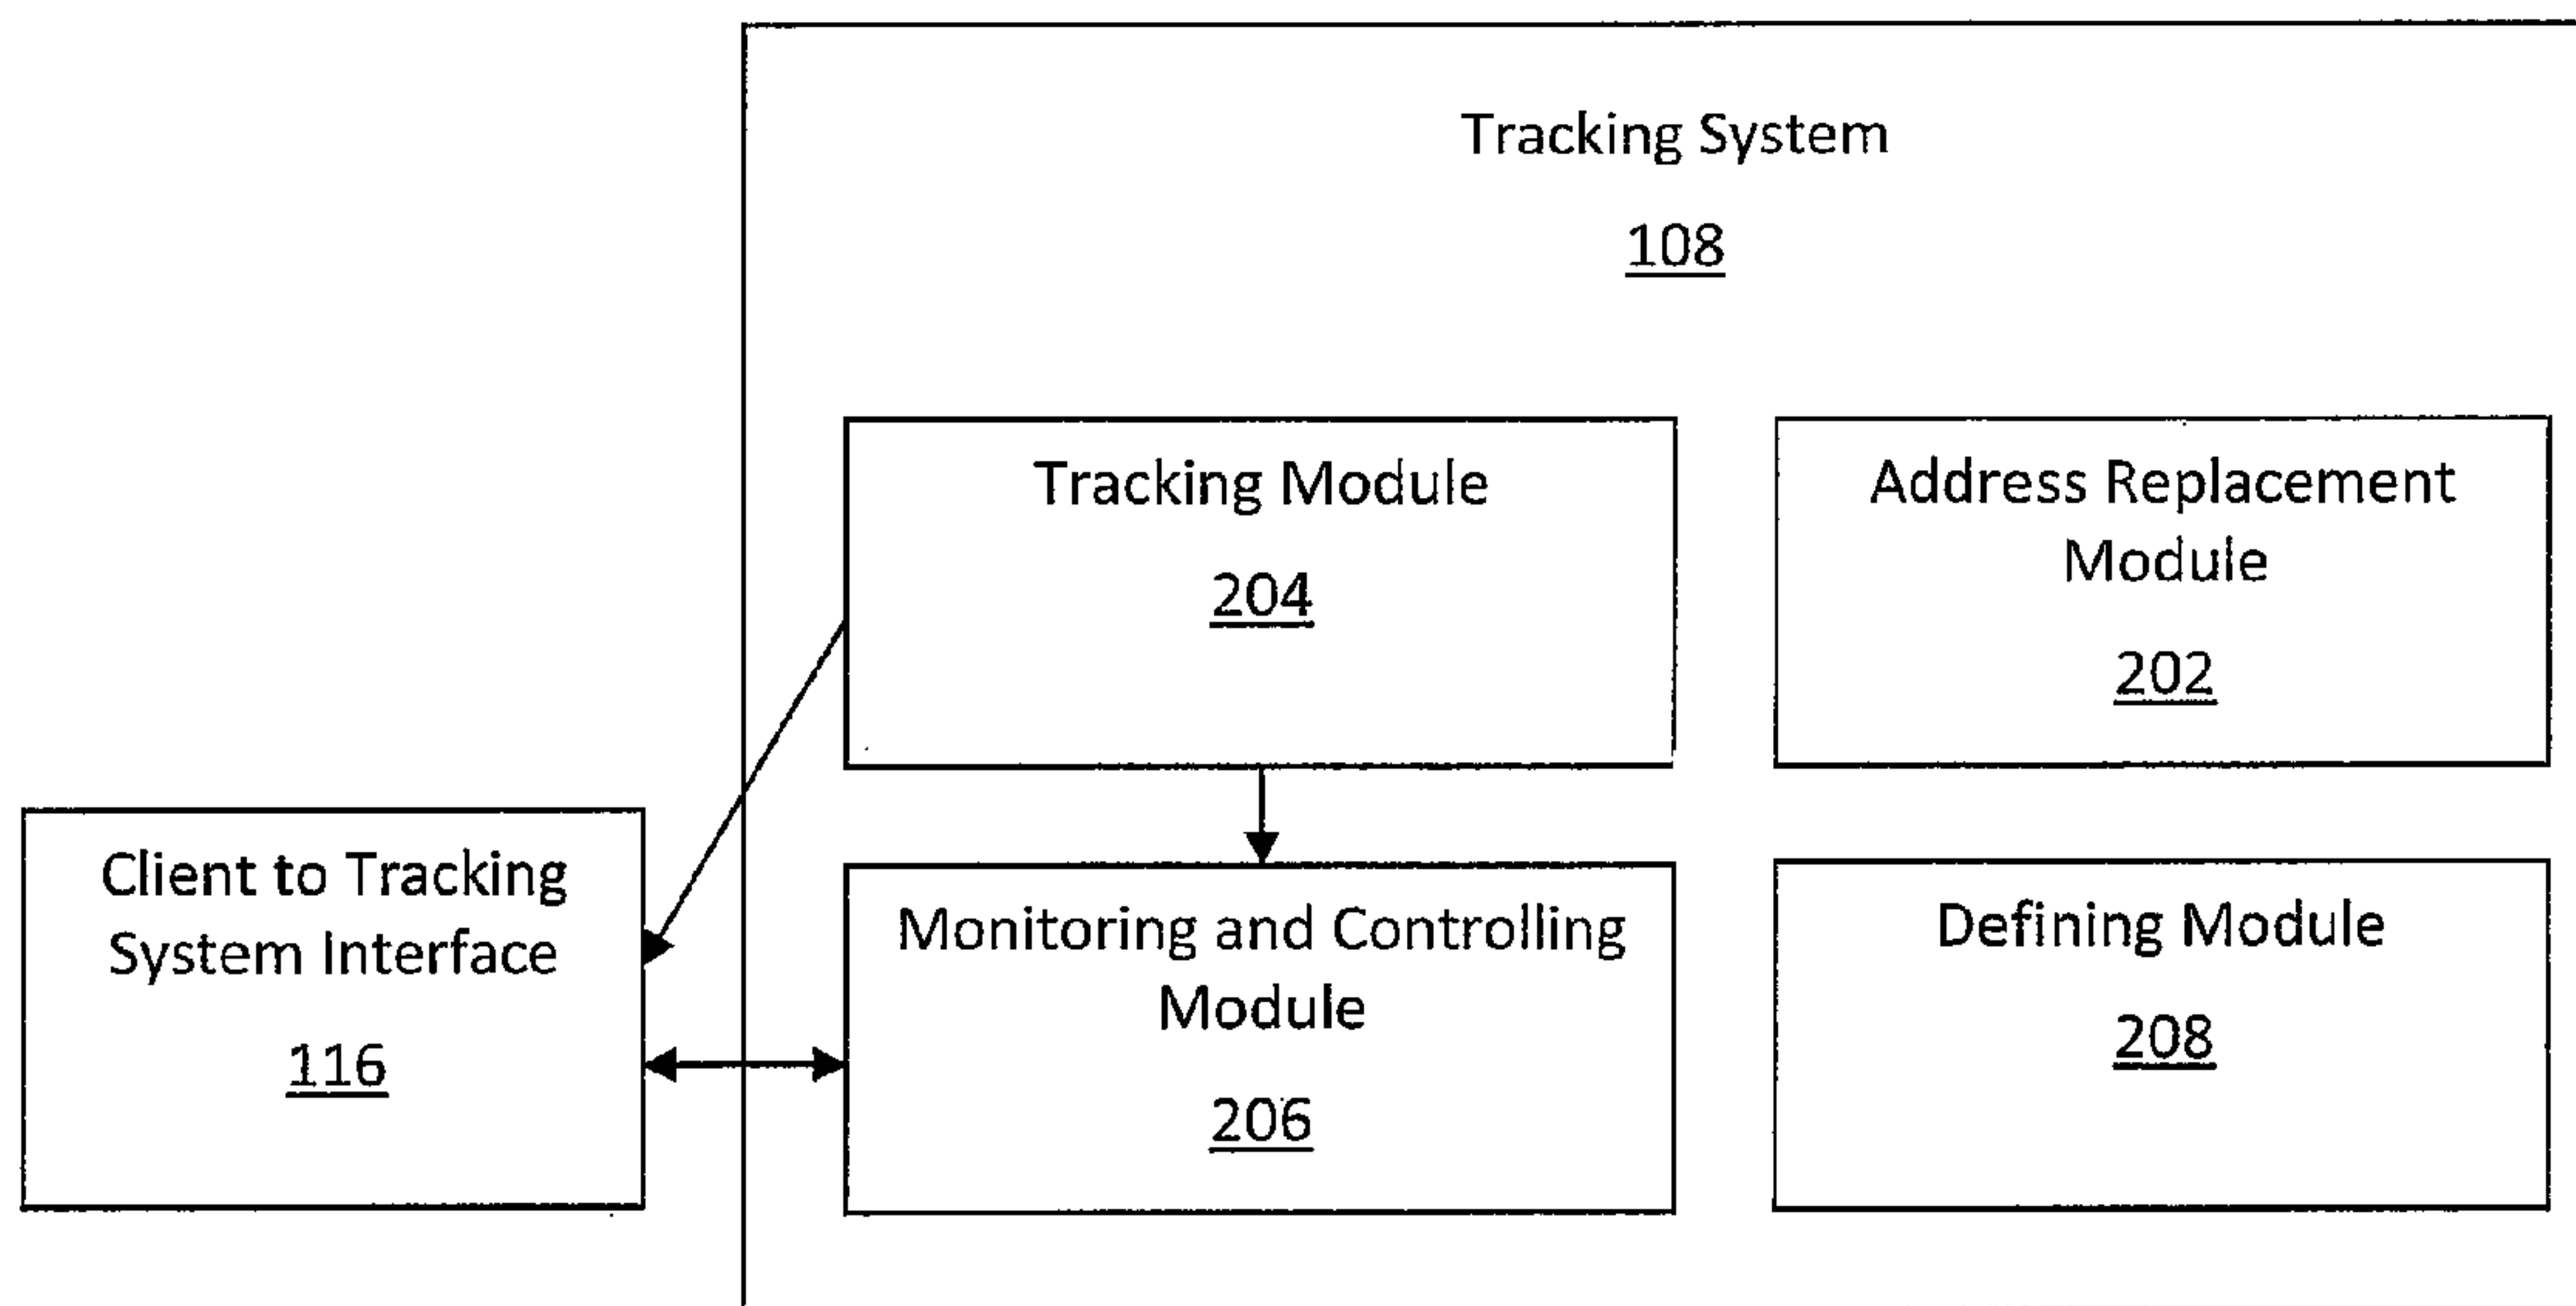 Tracking System
108
Tracking Module
204
Address Replacement
Module
202
Client to Tracking
System Interface
116
Monitoring and Controlling
Module
206
Defining Module
208